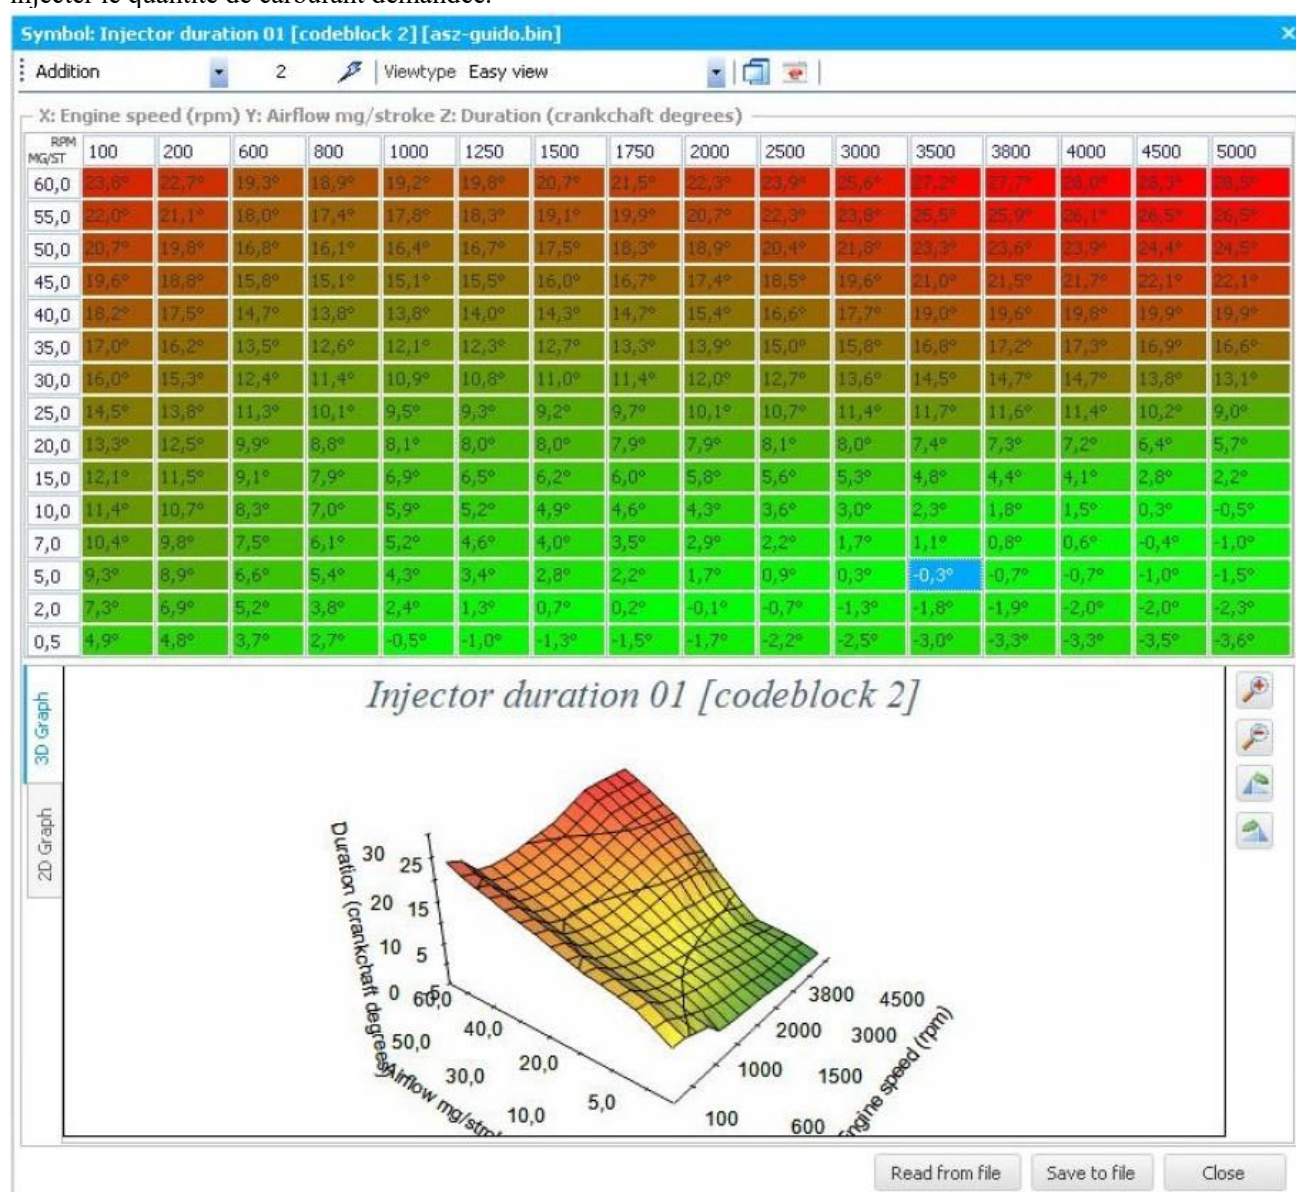 injecter le quantité de carburant demandée.
Symbol: Injector duration 01 [codeblock 2] [asz-guido.bin]
Addition 2 Viewtype Easy view
X: Engine speed (rpm) Y: Airflow mg/stroke Z: Duration (crankchaft degrees)
RPM MG/ST 100 200 600 800 1000 1250 1500 1750 2000 2500 3000 3500 3800 4000 4500 5000
60,0 23,8° 22,7° 19,3° 18,9° 19,2° 19,8° 20,7° 21,5° 22,3° 23,9° 25,6° 27,2° 27,7° 28,0° 28,3° 28,5°
55,0 22,0° 21,1° 18,0° 17,4° 17,8° 18,3° 19,1° 19,9° 20,7° 22,3° 23,8° 25,5° 25,9° 26,1° 26,5° 26,5°
50,0 20,7° 19,8° 16,8° 16,1° 16,4° 16,7° 17,5° 18,3° 18,9° 20,4° 21,8° 23,3° 23,6° 23,9° 24,4° 24,5°
45,0 19,6° 18,8° 15,8° 15,1° 15,1° 15,5° 16,0° 16,7° 17,4° 18,5° 19,6° 21,0° 21,5° 21,7° 22,1° 22,1°
40,0 18,2° 17,5° 14,7° 13,8° 13,8° 14,0° 14,3° 14,7° 15,4° 16,6° 17,7° 19,0° 19,6° 19,8° 19,9° 19,9°
35,0 17,0° 16,2° 13,5° 12,6° 12,1° 12,3° 12,7° 13,3° 13,9° 15,0° 15,8° 16,8° 17,2° 17,3° 16,9° 16,6°
30,0 16,0° 15,3° 12,4° 11,4° 10,9° 10,8° 11,0° 11,4° 12,0° 12,7° 13,6° 14,5° 14,7° 14,7° 13,8° 13,1°
25,0 14,5° 13,8° 11,3° 10,1° 9,5° 9,3° 9,2° 9,7° 10,1° 10,7° 11,4° 11,7° 11,6° 11,4° 10,2° 9,0°
20,0 13,3° 12,5° 9,9° 8,8° 8,1° 8,0° 8,0° 7,9° 7,9° 8,1° 8,0° 7,4° 7,3° 7,2° 6,4° 5,7°
15,0 12,1° 11,5° 9,1° 7,9° 6,9° 6,5° 6,2° 6,0° 5,8° 5,6° 5,3° 4,8° 4,4° 4,1° 2,8° 2,2°
10,0 11,4° 10,7° 8,3° 7,0° 5,9° 5,2° 4,9° 4,6° 4,3° 3,6° 3,0° 2,3° 1,8° 1,5° 0,3° -0,5°
7,0 10,4° 9,8° 7,5° 6,1° 5,2° 4,6° 4,0° 3,5° 2,9° 2,2° 1,7° 1,1° 0,8° 0,6° -0,4° -1,0°
5,0 9,3° 8,9° 6,6° 5,4° 4,3° 3,4° 2,8° 2,2° 1,7° 0,9° 0,3° -0,3° -0,7° -0,7° -1,0° -1,5°
2,0 7,3° 6,9° 5,2° 3,8° 2,4° 1,3° 0,7° 0,2° -0,1° -0,7° -1,3° -1,8° -1,9° -2,0° -2,0° -2,3°
0,5 4,9° 4,8° 3,7° 2,7° -0,5° -1,0° -1,3° -1,5° -1,7° -2,2° -2,5° -3,0° -3,3° -3,3° -3,5° -3,6°
3D Graph
2D Graph
Injector duration 01 [codeblock 2]
Duration (crankchaft degrees)
30 25
20 15
10 5
0 -5
60,0 40,0 20,0 5,0
50,0 30,0 10,0
Airflow mg/stro
3800 4500
2000 3000
1000 1500
100 600
Engine speed (rpm)
Read from file Save to file Close